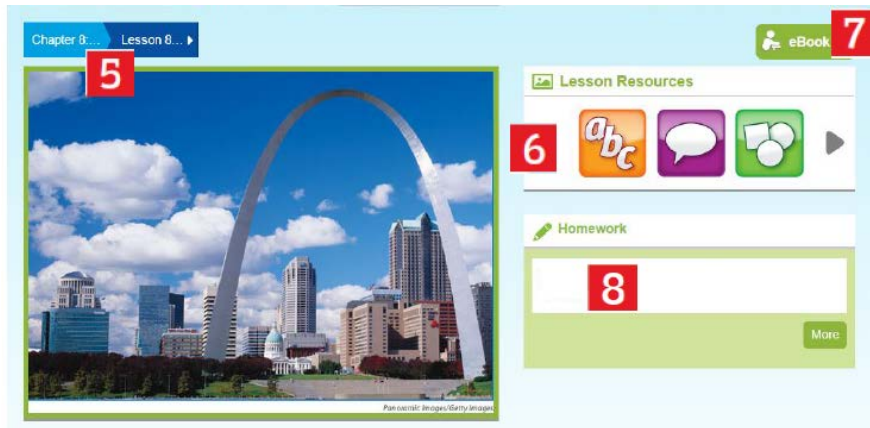 Chapter 8:... Lesson 8...
5
7
eBook
Lesson Resources
6
abc
Homework
8
More
Panoramic Images/Getty Images